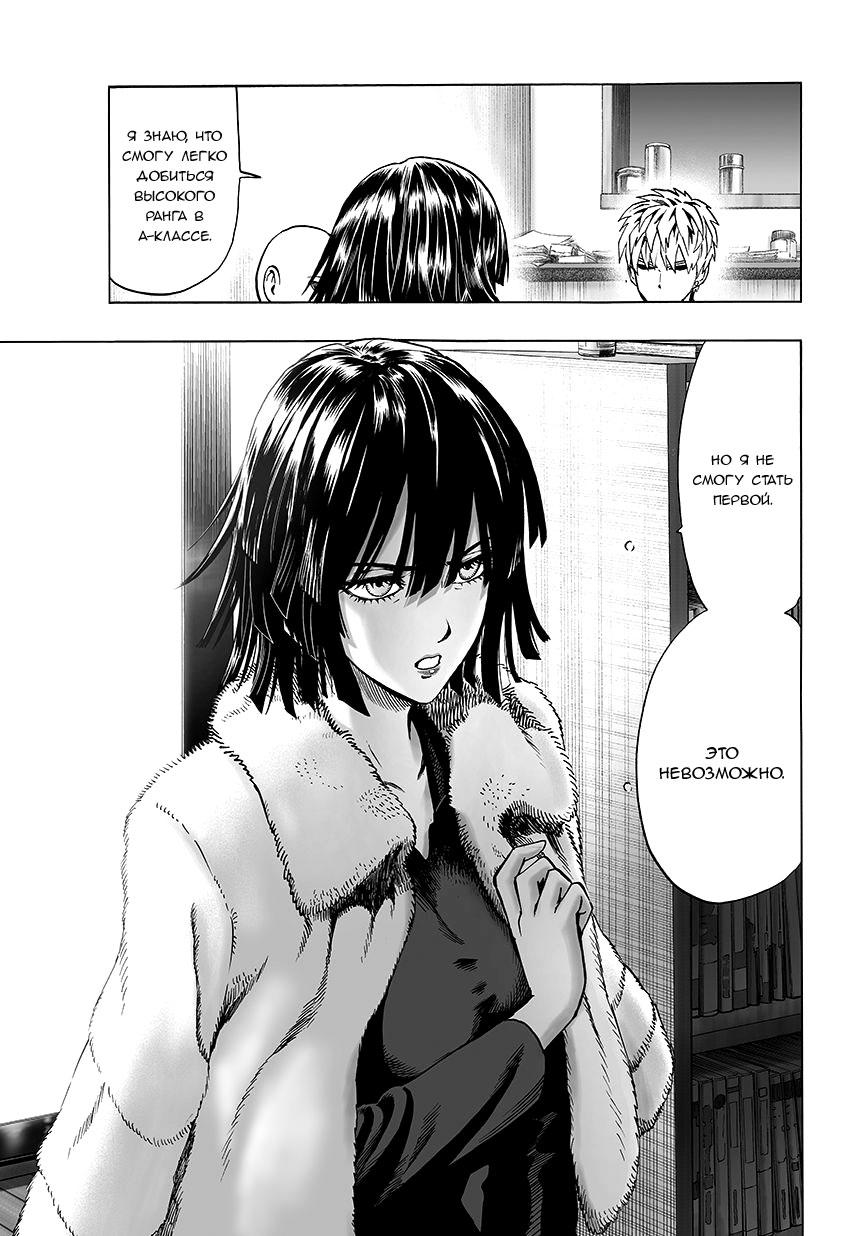 Я ЗНАЮ, ЧТО
СМОГУ ЛЕГКО
ДОБИТЬСЯ
ВЫСОКОГО
РАНГА В
А-КЛАССЕ.
НО Я НЕ
СМОГУ СТАТЬ
ПЕРВОЙ.
ЭТО
НЕВОЗМОЖНО.